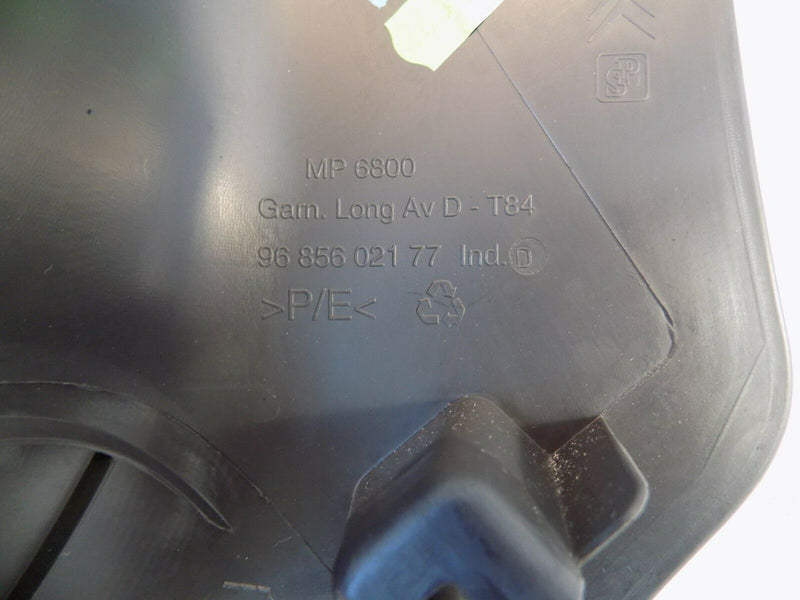 MP 6800
Garn. Long Av D - T84
96 856 021 77 Ind. D
>P/E<